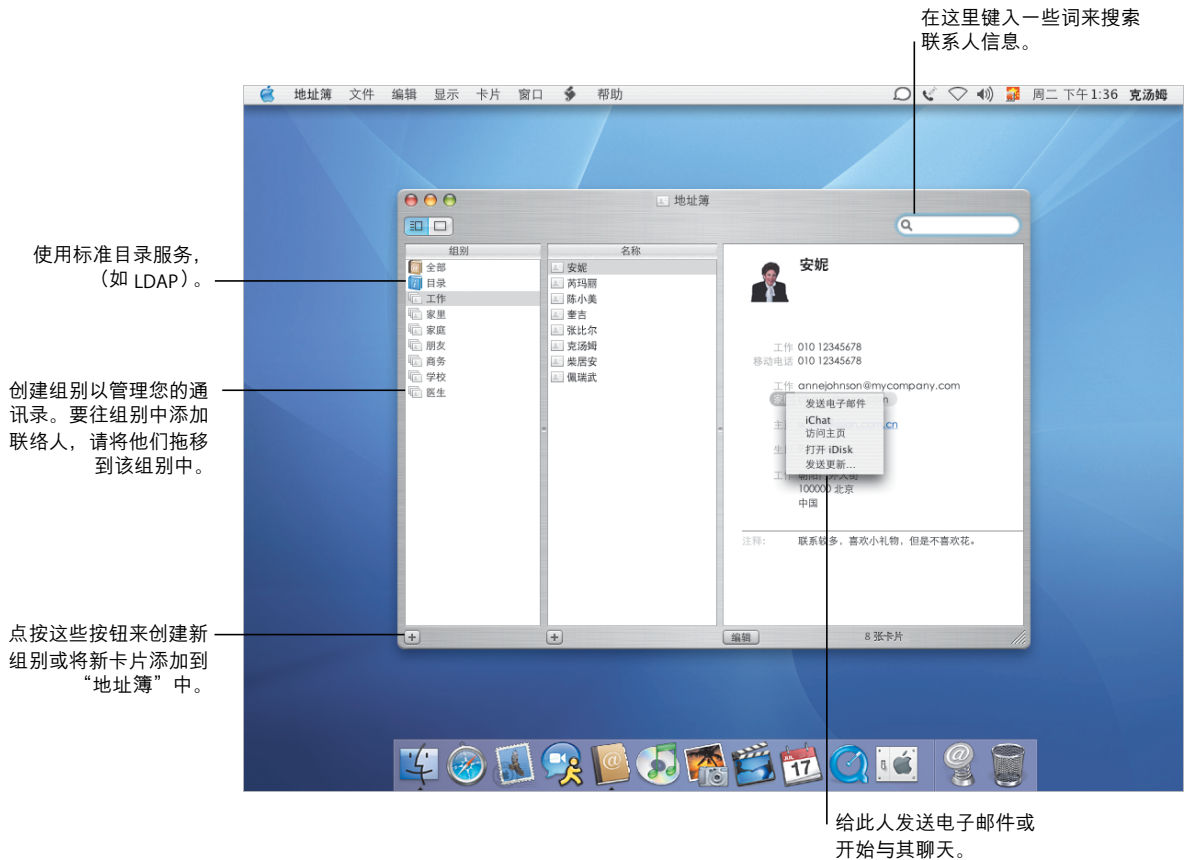 在这里键入一些词来搜索
联系人信息。
地址簿 文件 编辑 显示 卡片 窗口 帮助 周二 下午 1:36 克汤姆
地址簿
使用标准目录服务，
（如 LDAP）。
创建组别以管理您的通
讯录。要往组别中添加
联络人，请将他们拖移
到该组别中。
点按这些按钮来创建新
组别或将新卡片添加到
“地址簿”中。
组别
全部
目录
工作
家里
家庭
朋友
商务
学校
医生
名称
安妮
芮玛丽
陈小美
奎吉
张比尔
克汤姆
柴居安
佩瑞武
安妮
工作 010 12345678
移动电话 010 12345678
工作 annejohnson@mycompany.com
发送电子邮件
iChat
访问主页
打开 iDisk
发送更新...
.cn
100000 北京
中国
注释： 联系较多，喜欢小礼物，但是不喜欢花。
编辑
8 张卡片
JUL
17
给此人发送电子邮件或
开始与其聊天。